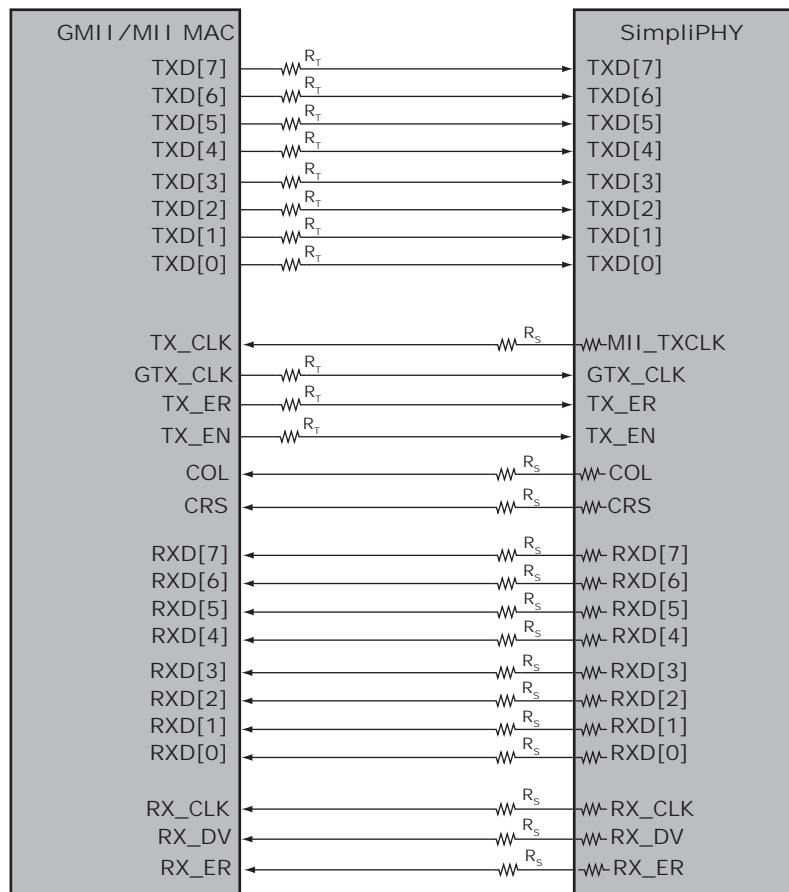 GMII/MII MAC SimpliPHY
TXD[7] R_T TXD[7]
TXD[6] R_T TXD[6]
TXD[5] R_T TXD[5]
TXD[4] R_T TXD[4]
TXD[3] R_T TXD[3]
TXD[2] R_T TXD[2]
TXD[1] R_T TXD[1]
TXD[0] R_T TXD[0]
TX_CLK R_S MII_TXCLK
GTX_CLK R_T GTX_CLK
TX_ER R_T TX_ER
TX_EN R_T TX_EN
COL R_S COL
CRS R_S CRS
RXD[7] R_S RXD[7]
RXD[6] R_S RXD[6]
RXD[5] R_S RXD[5]
RXD[4] R_S RXD[4]
RXD[3] R_S RXD[3]
RXD[2] R_S RXD[2]
RXD[1] R_S RXD[1]
RXD[0] R_S RXD[0]
RX_CLK R_S RX_CLK
RX_DV R_S RX_DV
RX_ER R_S RX_ER